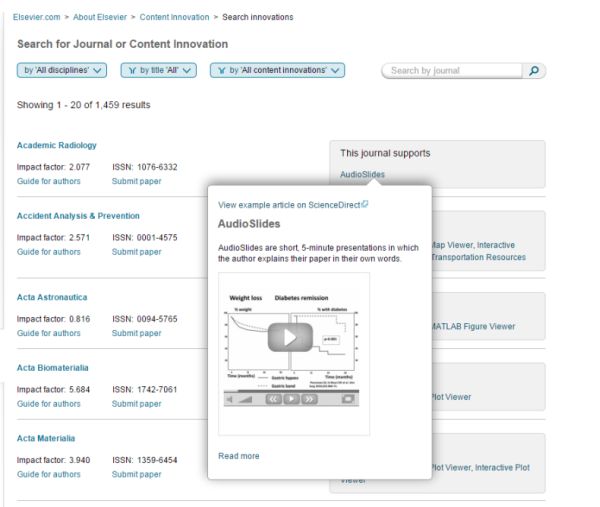 Elsevier.com > About Elsevier > Content Innovation > Search innovations
Search for Journal or Content Innovation
by 'All disciplines'
by title 'All'
by 'All content innovations'
Search by journal
Showing 1 - 20 of 1,459 results
Academic Radiology
Impact factor: 2.077 ISSN: 1076-6332
Guide for authors Submit paper
This journal supports
AudioSlides
View example article on ScienceDirect
AudioSlides
AudioSlides are short, 5-minute presentations in which
the author explains their paper in their own words.
Weight loss Diabetes remission
% weight % with diabetes
p<0.001
Time (months) Time (months)
Gastric bypass
Gastric band
Read more
Accident Analysis & Prevention
Impact factor: 2.571 ISSN: 0001-4575
Guide for authors Submit paper
Map Viewer, Interactive
Transportation Resources
Acta Astronautica
Impact factor: 0.816 ISSN: 0094-5765
Guide for authors Submit paper
MATLAB Figure Viewer
Acta Biomaterialia
Impact factor: 5.684 ISSN: 1742-7061
Guide for authors Submit paper
Plot Viewer
Acta Materialia
Impact factor: 3.940 ISSN: 1359-6454
Guide for authors Submit paper
Plot Viewer, Interactive Plot
Viewer